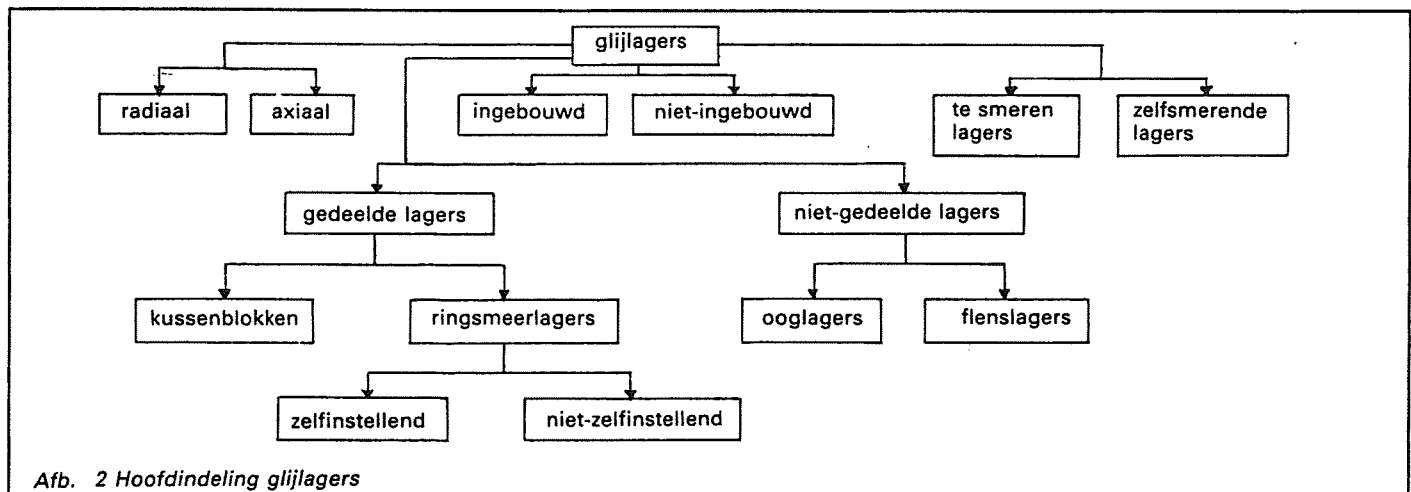 glijlagers
radiaal
axiaal
ingebouwd
niet-ingebouwd
te smeren
lagers
zelfsmerende
lagers
gedeelde lagers
niet-gedeelde lagers
kussenblokken
ringsmeerlagers
ooglagers
flenslagers
zelfinstellend
niet-zelfinstellend
Afb. 2 Hoofdindeling glijlagers